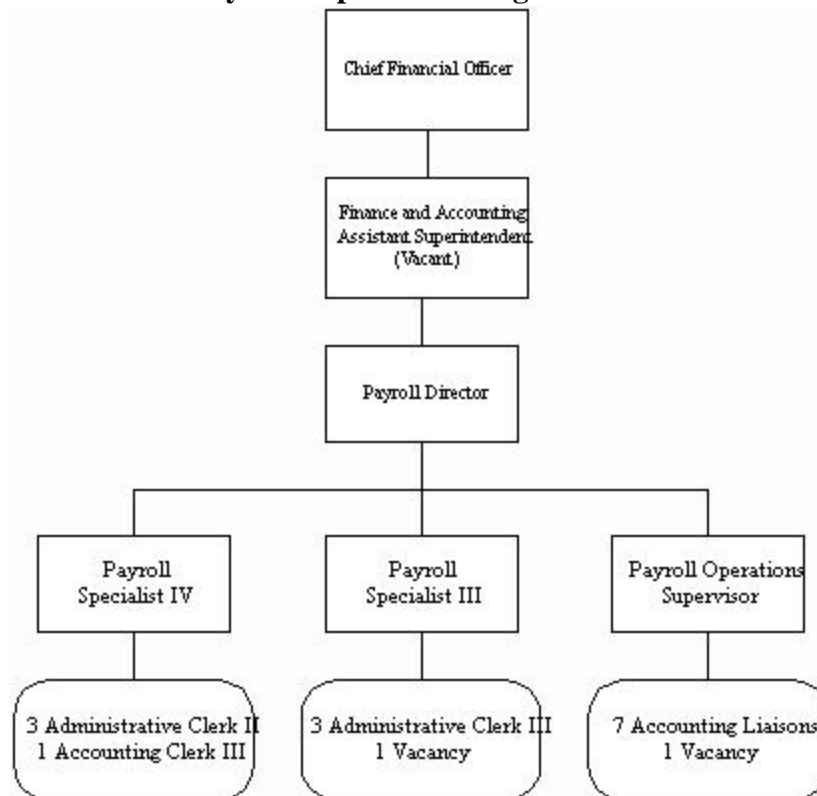 Chief Financial Officer
Finance and Accounting
Assistant Superintendent
(Vacant)
Payroll Director
Payroll
Specialist IV
Payroll
Specialist III
Payroll Operations
Supervisor
3 Administrative Clerk II
1 Accounting Clerk III
3 Administrative Clerk III
1 Vacancy
7 Accounting Liaisons
1 Vacancy